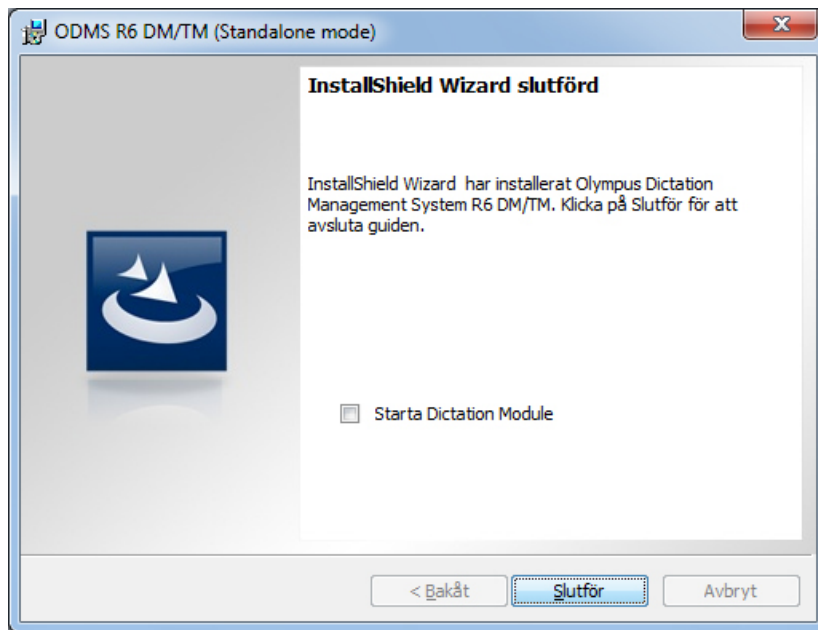 ODMS R6 DM/TM (Standalone mode)
InstallShield Wizard slutförd
InstallShield Wizard har installerat Olympus Dictation
Management System R6 DM/TM. Klicka på Slutför för att
avsluta guiden.
Starta Dictation Module
< Bakåt
Slutför
Avbryt